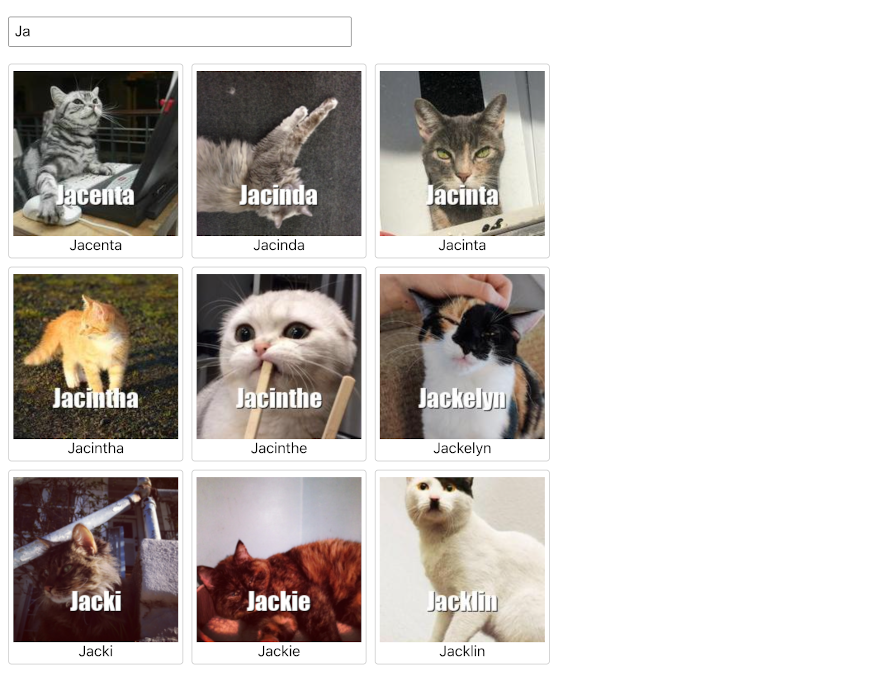 Ja
Jacenta
Jacinda
Jacinta
Jacenta
Jacinda
Jacinta
Jacintha
Jacinthe
Jackelyn
Jacintha
Jacinthe
Jackelyn
Jacki
Jackie
Jacklin
Jacki
Jackie
Jacklin